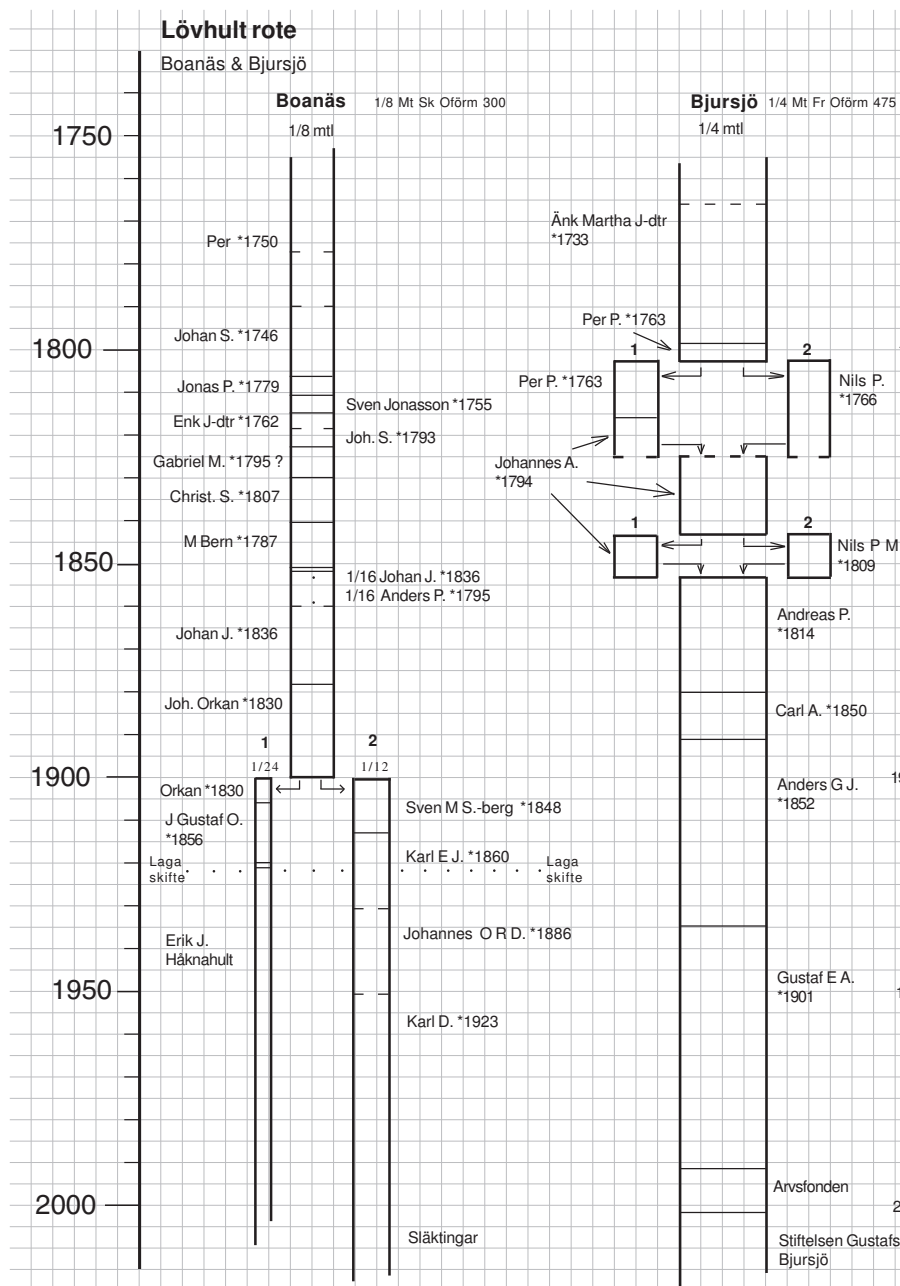 Lövhult rote
Boanäs & Bjursjö
Boanäs 1/8 Mt Sk Oförm 300
1/8 mtl
Bjursjö 1/4 Mt Fr Oförm 475
1/4 mtl
1750
Per *1750
Änk Martha J-dtr
*1733
Per P. *1763
Johan S. *1746
1800
1
2
Per P. *1763
Nils P.
*1766
Jonas P. *1779
Sven Jonasson *1755
Enk J-dtr *1762
Joh. S. *1793
Gabriel M. *1795 ?
Johannes A.
*1794
Christ. S. *1807
1
2
M Bern *1787
Nils P M
*1809
1850
1/16 Johan J. *1836
1/16 Anders P. *1795
Andreas P.
*1814
Johan J. *1836
Joh. Orkan *1830
Carl A. *1850
1
2
1/24
1/12
1900
Orkan *1830
Anders G J.
*1852
19
Sven M S.-berg *1848
J Gustaf O.
*1856
Karl E J. *1860
Laga
skifte
Laga
skifte
Johannes O R D. *1886
Erik J.
Håknahult
Gustaf E A.
*1901
1950
1
Karl D. *1923
Arvsfonden
2000
2
Släktingar
Stiftelsen Gustafs
Bjursjö